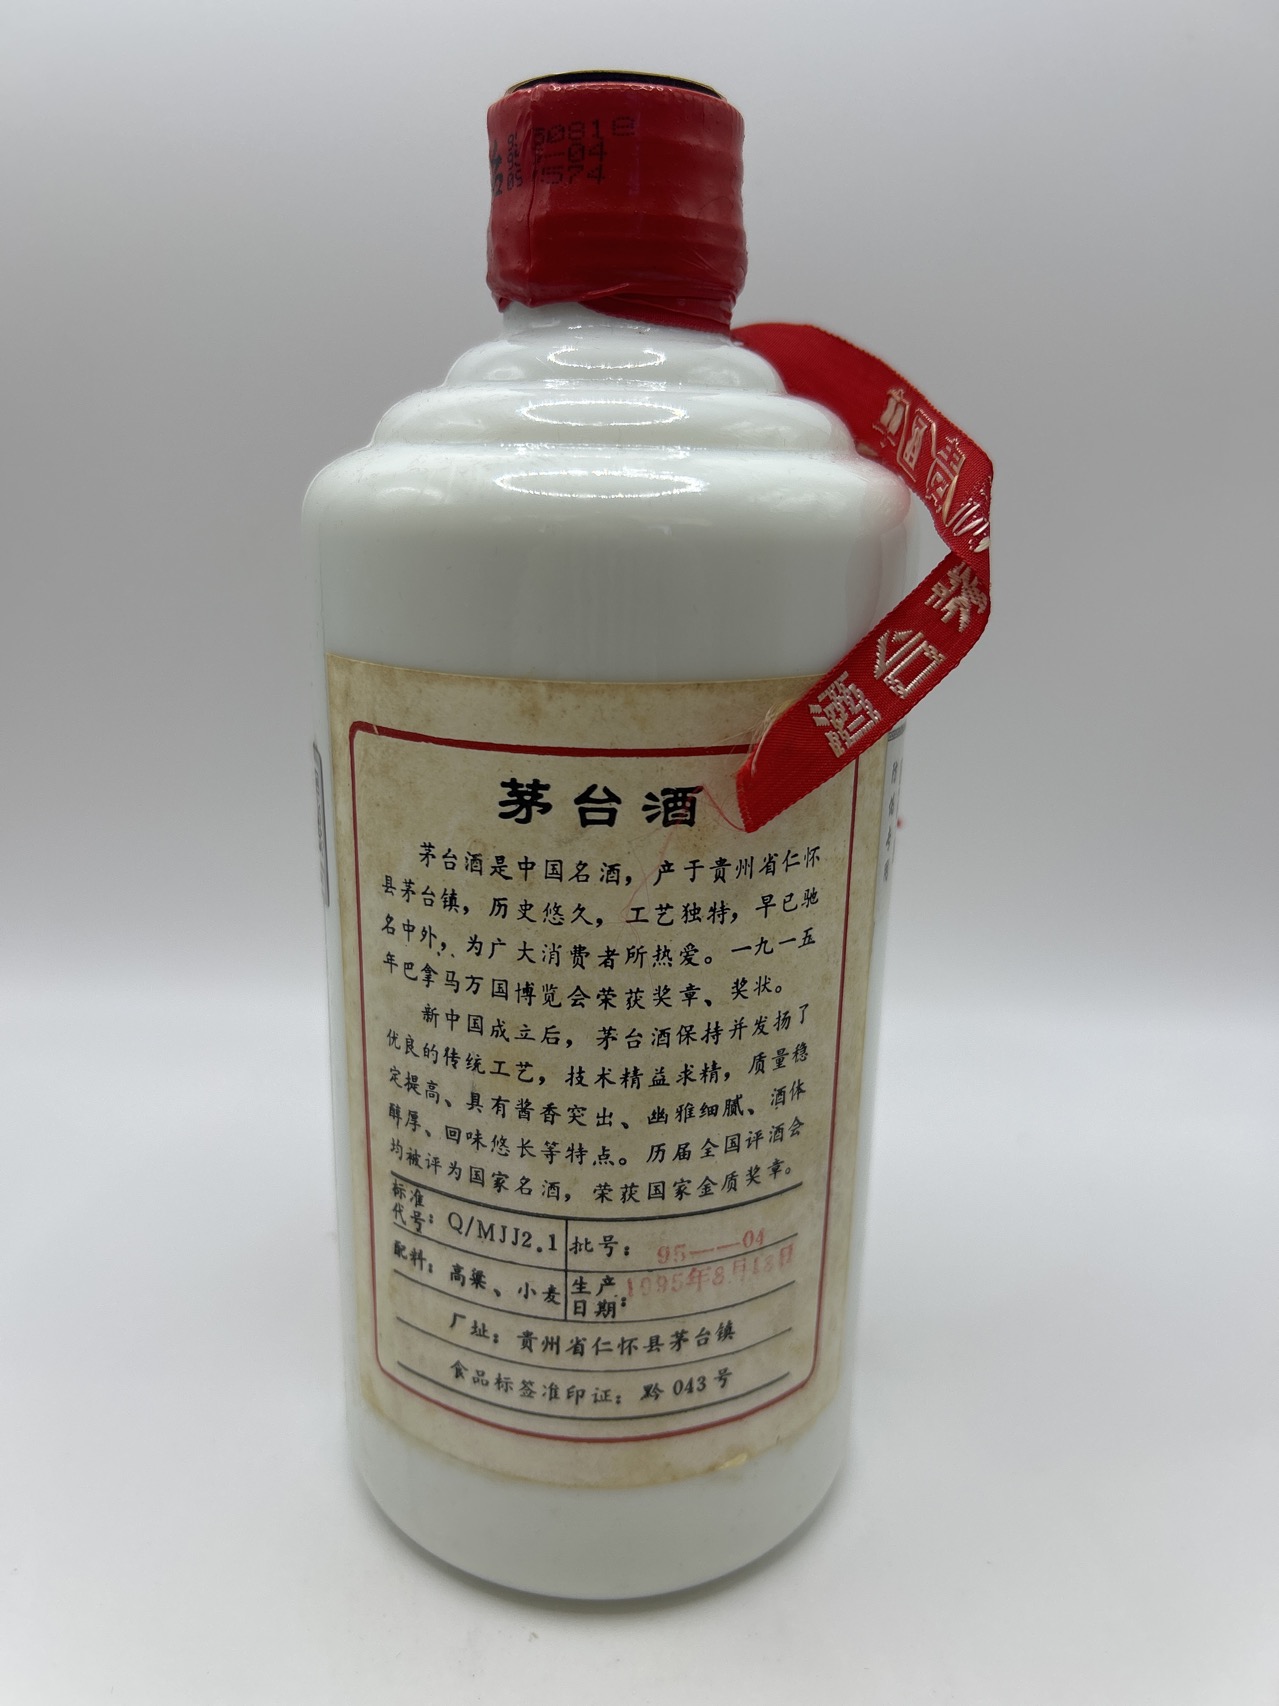 50818
-04
574
中国贵州茅台酒
茅台酒
茅台酒是中国名酒，产于贵州省仁怀
县茅台镇，历史悠久，工艺独特，早已驰
名中外，为广大消费者所热爱。一九一五
年巴拿马万国博览会荣获奖章、奖状。
新中国成立后，茅台酒保持并发扬了
优良的传统工艺，技术精益求精，质量稳
定提高、具有酱香突出、幽雅细腻、酒体
醇厚、回味悠长等特点。历届全国评酒会
均被评为国家名酒，荣获国家金质奖章。
标准代号：Q/MJJ2.1 批号：95——04
配料：高粱、小麦 生产日期：1995年8月18日
厂址：贵州省仁怀县茅台镇
食品标签准印证：黔043号